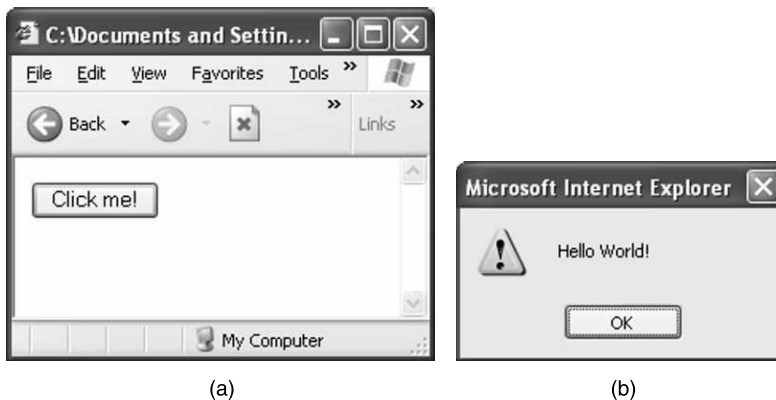 C:\Documents and Settin...
File Edit View Favorites Tools »
Back » Links »
Click me!
My Computer
(a)
Microsoft Internet Explorer
Hello World!
OK
(b)